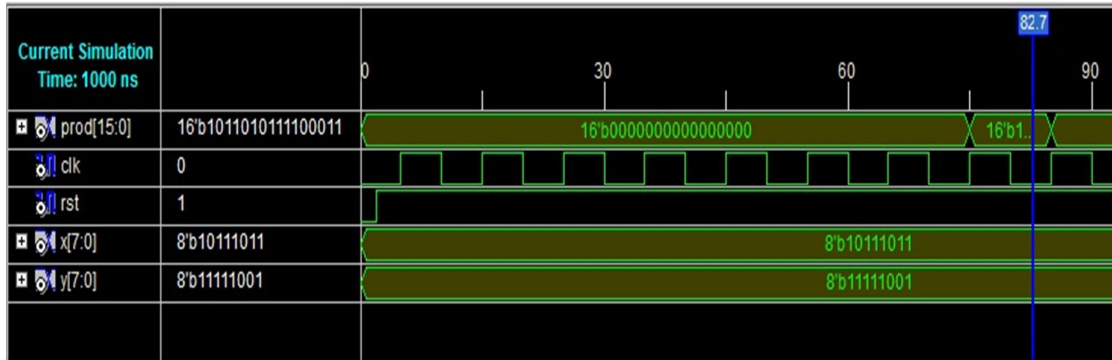 82.7
Current Simulation
Time: 1000 ns
0 30 60 90
prod[15:0] 16'b1011010111100011 16'b0000000000000000 16'b1..
clk 0
rst 1
x[7:0] 8'b10111011 8'b10111011
y[7:0] 8'b11111001 8'b11111001